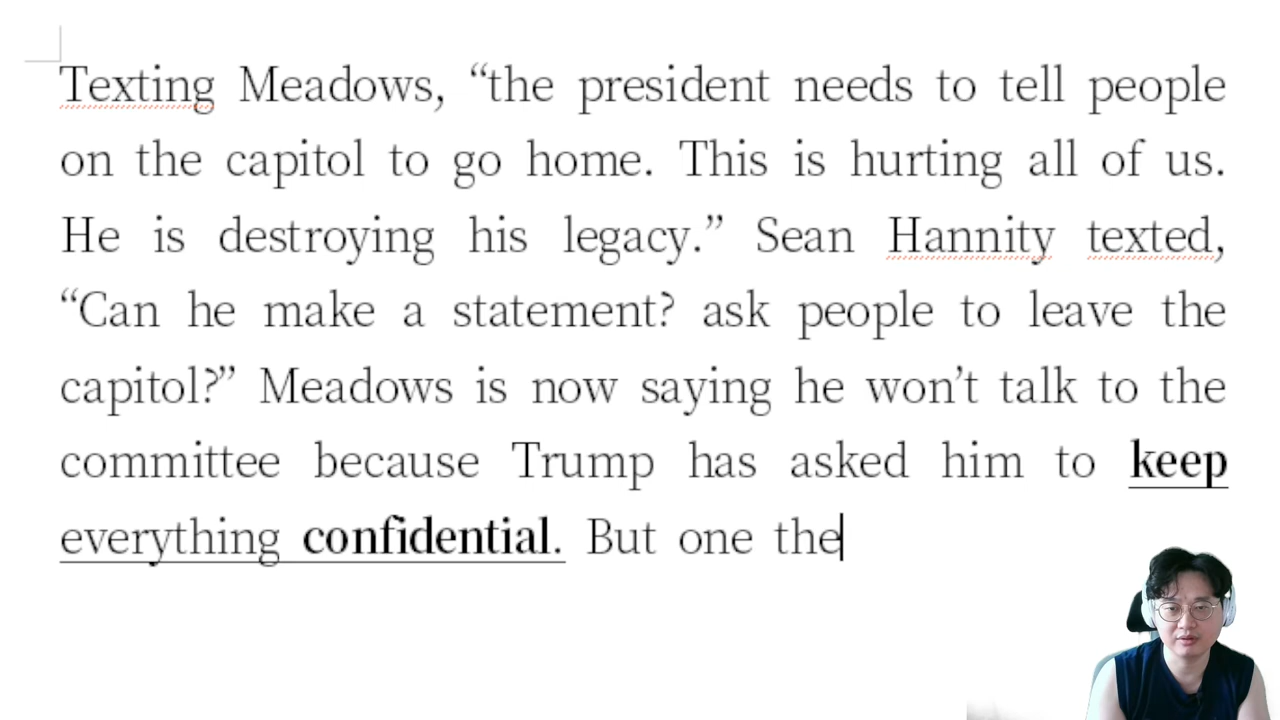 Texting Meadows, “the president needs to tell people
on the capitol to go home. This is hurting all of us.
He is destroying his legacy.” Sean Hannity texted,
“Can he make a statement? ask people to leave the
capitol?” Meadows is now saying he won’t talk to the
committee because Trump has asked him to keep
everything confidential. But one the